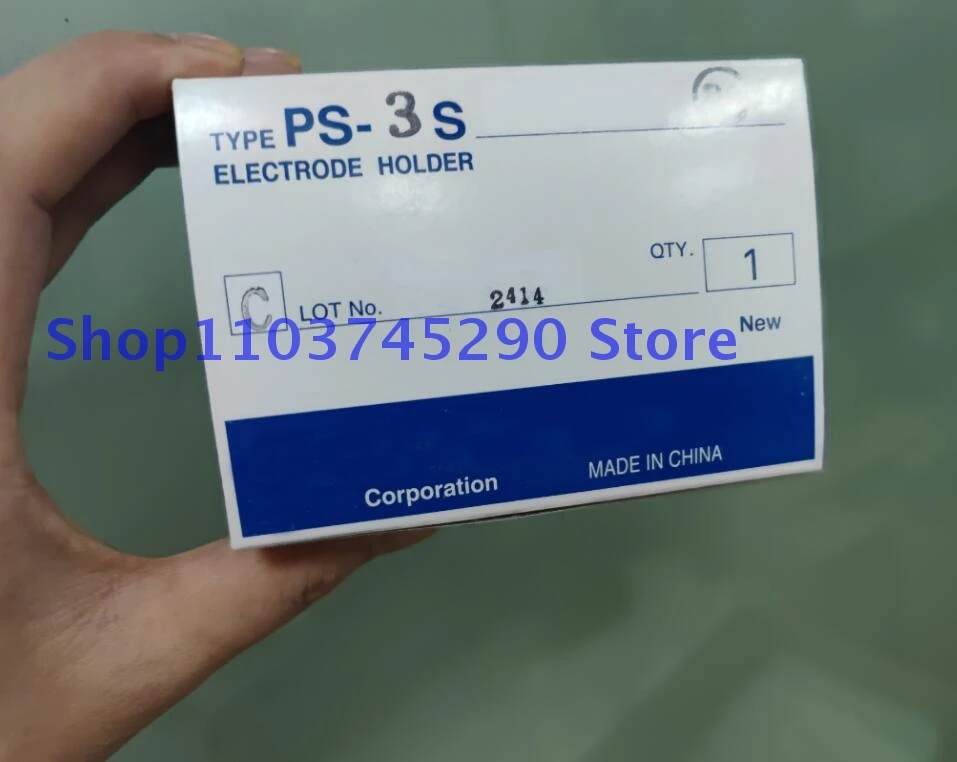 TYPE PS-3S
ELECTRODE HOLDER
QTY. 1
C LOT No. 2414
New
Shop1103745290 Store
Corporation
MADE IN CHINA